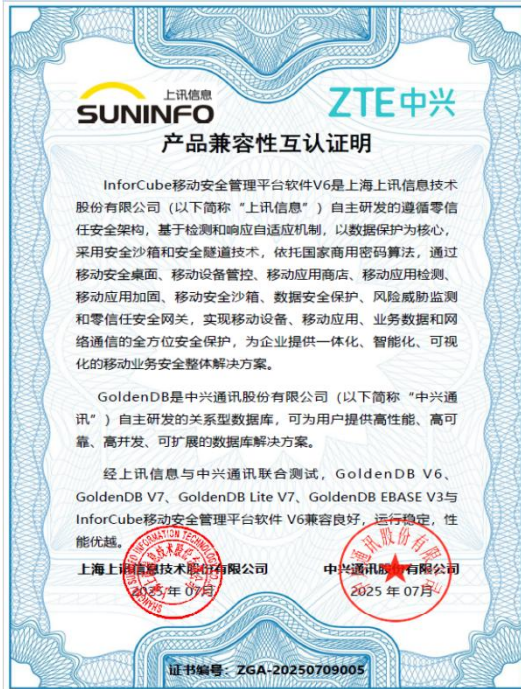 上讯信息
SUNINFO
ZTE中兴
产品兼容性互认证明
InforCube移动安全管理平台软件V6是上海上讯信息技术
股份有限公司（以下简称“上讯信息”）自主研发的遵循零信
任安全架构，基于检测和响应自适应机制，以数据保护为核心，
采用安全沙箱和安全隧道技术，依托国家商用密码算法，通过
移动安全桌面、移动设备管控、移动应用商店、移动应用检测、
移动应用加固、移动安全沙箱、数据安全保护、风险威胁监测
和零信任安全网关，实现移动设备、移动应用、业务数据和网
络通信的全方位安全保护，为企业提供一体化、智能化、可视
化的移动业务安全整体解决方案。
GoldenDB是中兴通讯股份有限公司（以下简称“中兴通
讯”）自主研发的关系型数据库，可为用户提供高性能、高可
靠、高并发、可扩展的数据库解决方案。
经上讯信息与中兴通讯联合测试，GoldenDB V6、
GoldenDB V7、GoldenDB Lite V7、GoldenDB EBASE V3与
InforCube移动安全管理平台软件 V6兼容良好，运行稳定，性
能优越。
上海上讯信息技术股份有限公司
2025 年 07月
中兴通讯股份有限公司
2025 年 07月
证书编号：ZGA-20250709005